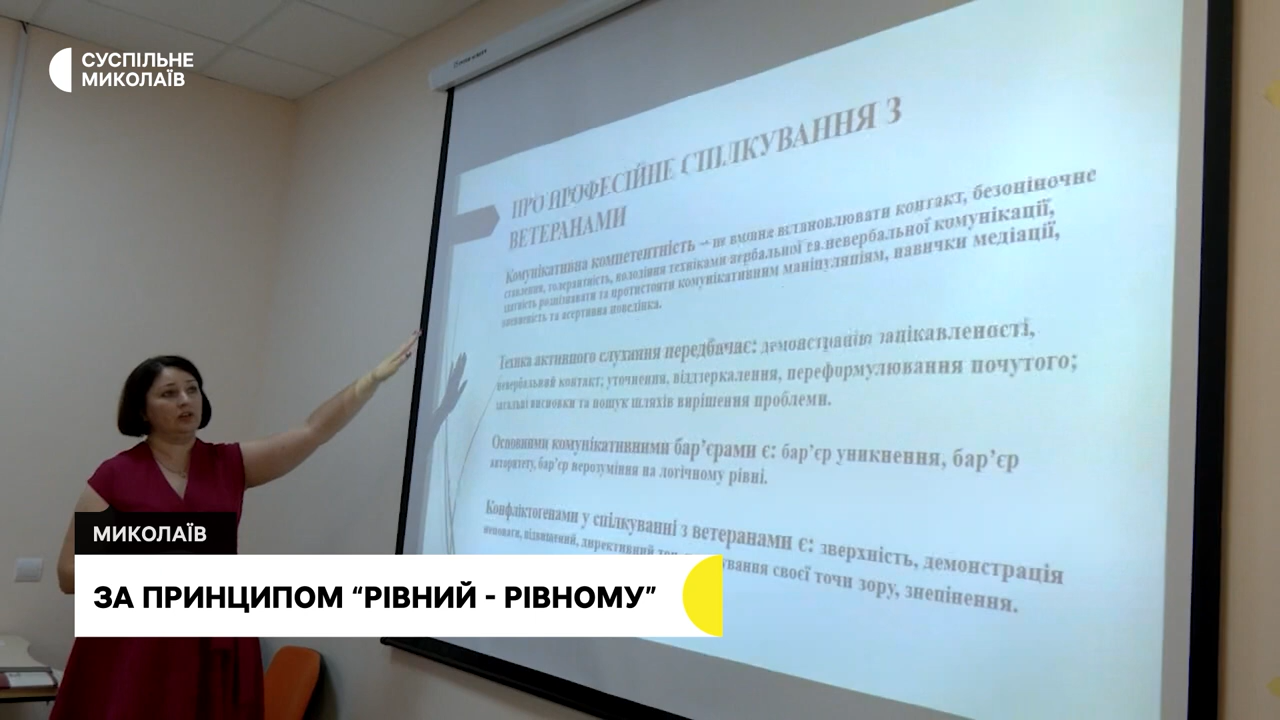 СУСПІЛЬНЕ
МИКОЛАЇВ
ПРО ПРОФЕСІЙНЕ СПІЛКУВАННЯ З
ВЕТЕРАНАМИ
Комунікативна компетентність – це вміння встановлювати контакт, безоціночне
ставлення, толерантність, володіння техніками вербальної та невербальної комунікації,
здатність розпізнавати та протистояти комунікативним маніпуляціям, навички медіації,
впевненість та асертивна поведінка.
Техніка активного слухання передбачає: демонстрацію зацікавленості,
невербальний контакт; уточнення, віддзеркалення, переформулювання почутого;
загальні висновки та пошук шляхів вирішення проблеми.
Основними комунікативними бар’єрами є: бар’єр уникнення, бар’єр
авторитету, бар’єр нерозуміння на логічному рівні.
Конфліктогенами у спілкуванні з ветеранами є: зверхність, демонстрація
неповаги, підвищений, директивний своєї точки зору, знецінення.
МИКОЛАЇВ
ЗА ПРИНЦИПОМ “РІВНИЙ - РІВНОМУ”